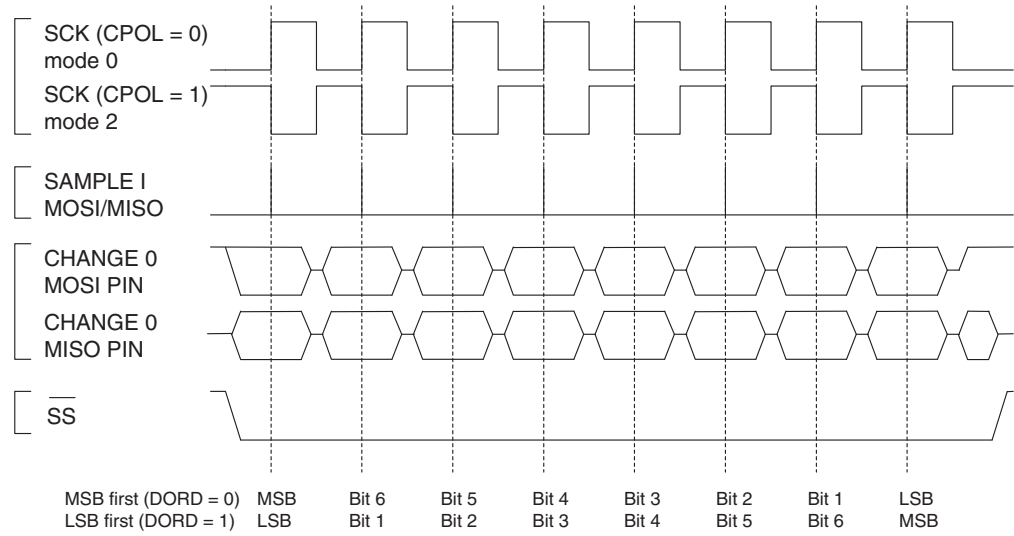 SCK (CPOL = 0)
mode 0
SCK (CPOL = 1)
mode 2
SAMPLE I
MOSI/MISO
CHANGE 0
MOSI PIN
CHANGE 0
MISO PIN
SS
MSB first (DORD = 0) MSB Bit 6 Bit 5 Bit 4 Bit 3 Bit 2 Bit 1 LSB
LSB first (DORD = 1) LSB Bit 1 Bit 2 Bit 3 Bit 4 Bit 5 Bit 6 MSB